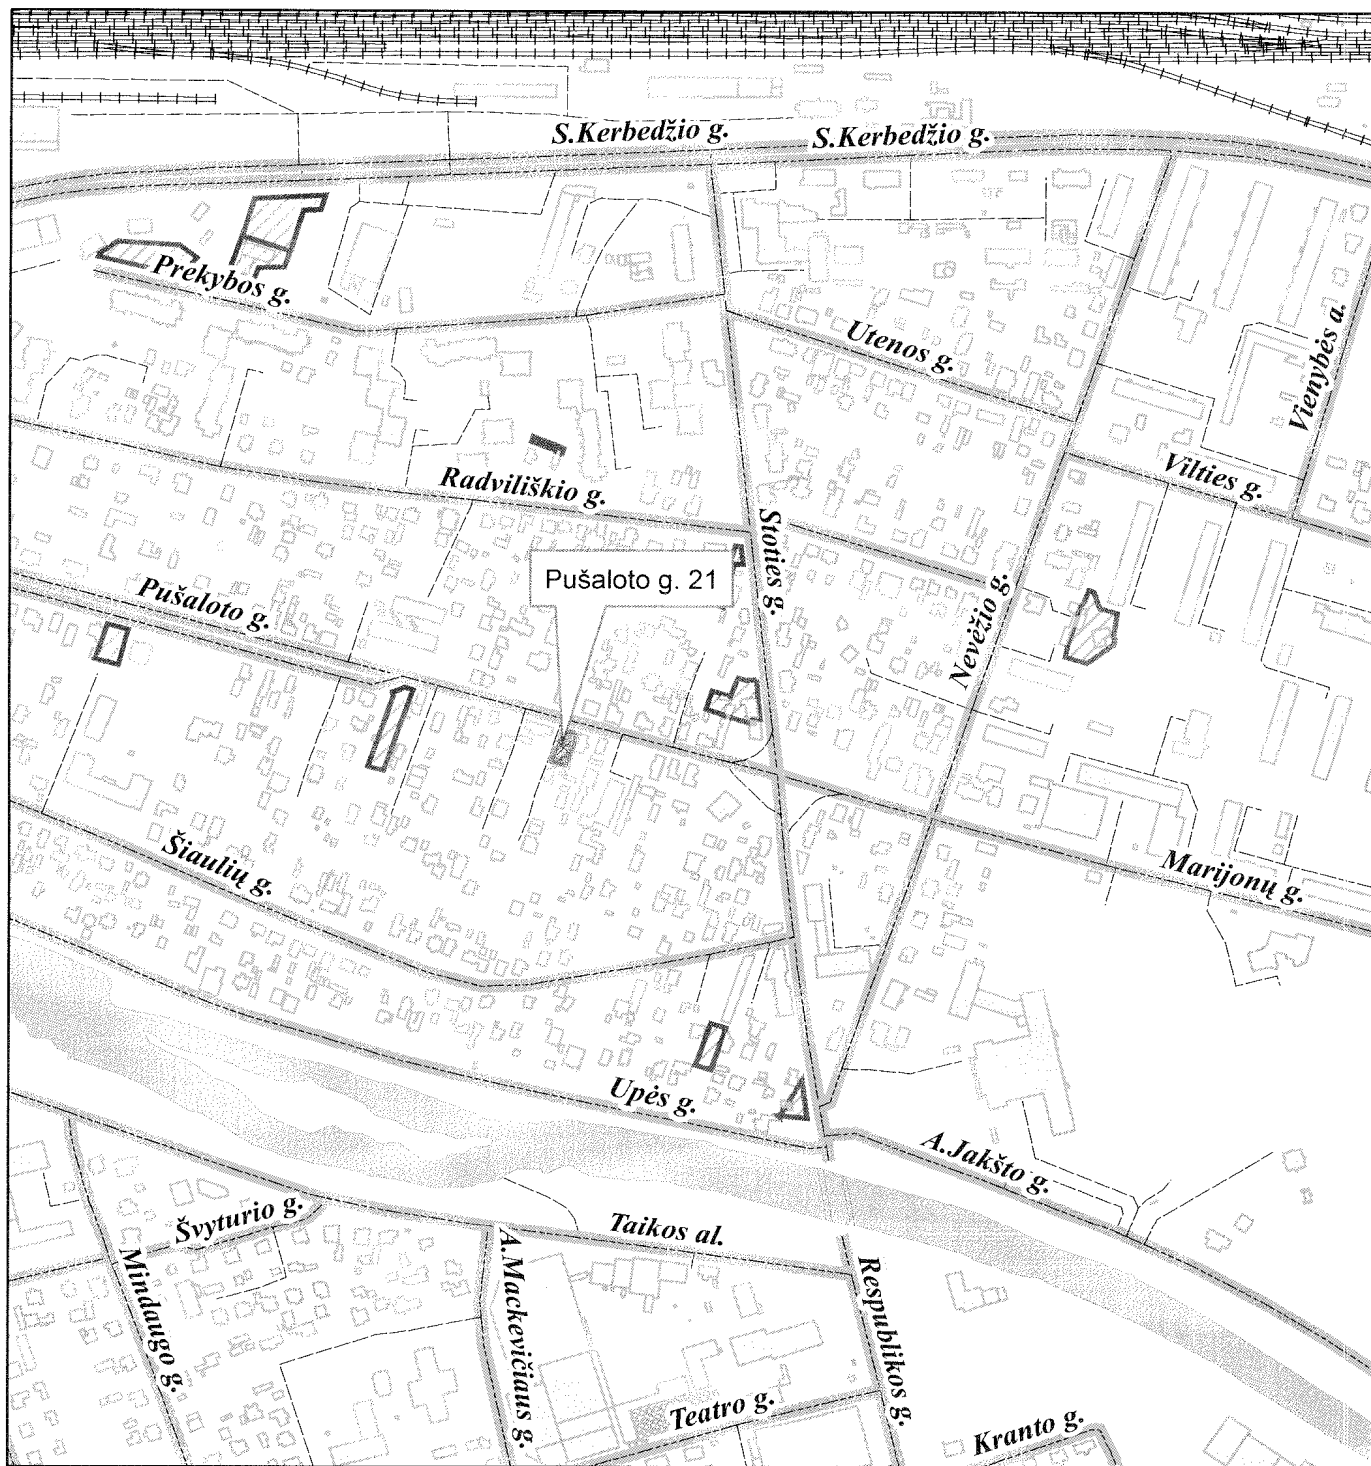 S.Kerbedžio g.
S.Kerbedžio g.
Prekybos g.
Utenos g.
Vienybės a.
Radviliškio g.
Vilties g.
Stoties g.
Pušaloto g. 21
Pušaloto g.
Nevėžio g.
Šiaulių g.
Marijonų g.
Upės g.
A.Jakšto g.
Švyturio g.
Taikos al.
Mindaugo g.
A.Mackevičiaus g.
Respublikos g.
Teatro g.
Kranto g.